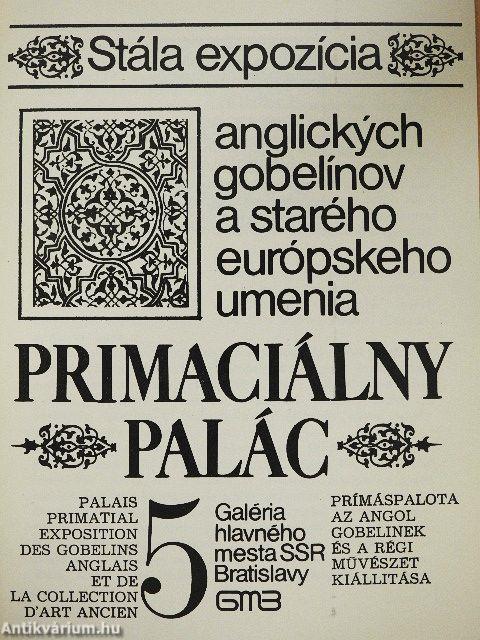 Stála expozícia
anglických
gobelínov
a starého
európskeho
umenia
PRIMACIÁLNY
PALÁC
PALAIS
PRIMATIAL
EXPOSITION
DES GOBELINS
ANGLAIS
ET DE
LA COLLECTION
D'ART ANCIEN
5
Galéria
hlavného
mesta SSR
Bratislavy
GMB
PRÍMÁSPALOTA
AZ ANGOL
GOBELINEK
ÉS A RÉGI
MŰVÉSZET
KIÁLLITÁSA
Antikvárium.hu